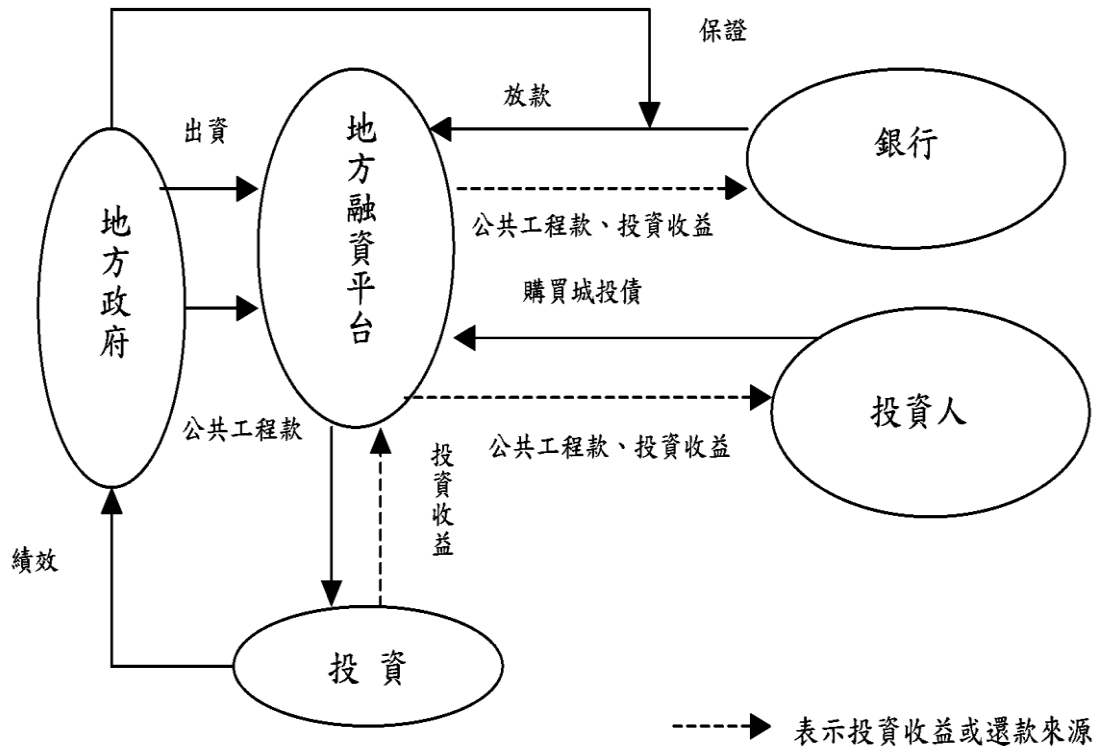 保證
放款
出資
地方融資平台
銀行
地方政府
公共工程款、投資收益
購買城投債
投資人
公共工程款
公共工程款、投資收益
投資收益
績效
投 資
表示投資收益或還款來源